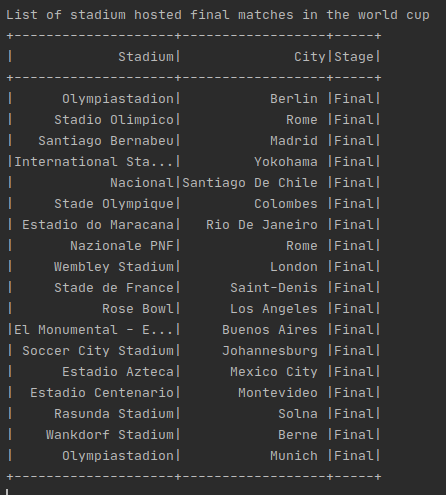 List of stadium hosted final matches in the world cup
+--------------------+------------------+-----+
|             Stadium|              City|Stage|
+--------------------+------------------+-----+
|      Olympiastadion|           Berlin |Final|
|     Stadio Olimpico|             Rome |Final|
|   Santiago Bernabeu|           Madrid |Final|
|International Sta...|         Yokohama |Final|
|            Nacional|Santiago De Chile |Final|
|     Stade Olympique|         Colombes |Final|
| Estadio do Maracana|   Rio De Janeiro |Final|
|       Nazionale PNF|             Rome |Final|
|     Wembley Stadium|           London |Final|
|     Stade de France|      Saint-Denis |Final|
|           Rose Bowl|      Los Angeles |Final|
|El Monumental - E...|     Buenos Aires |Final|
| Soccer City Stadium|     Johannesburg |Final|
|      Estadio Azteca|      Mexico City |Final|
|  Estadio Centenario|       Montevideo |Final|
|     Rasunda Stadium|            Solna |Final|
|    Wankdorf Stadium|            Berne |Final|
|      Olympiastadion|           Munich |Final|
+--------------------+------------------+-----+